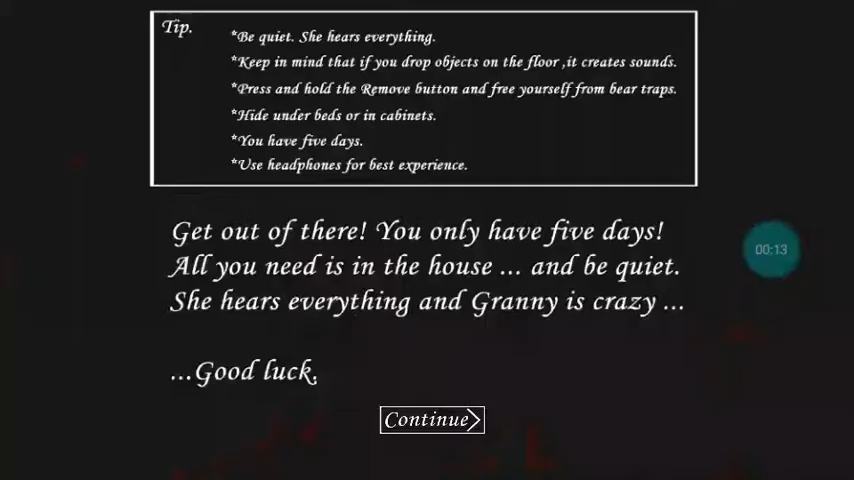 Tip.
*Be quiet. She hears everything.
*Keep in mind that if you drop objects on the floor ,it creates sounds.
*Press and hold the Remove button and free yourself from bear traps.
*Hide under beds or in cabinets.
*You have five days.
*Use headphones for best experience.
Get out of there! You only have five days!
All you need is in the house ... and be quiet.
She hears everything and Granny is crazy ...
...Good luck.
Continue
00:13